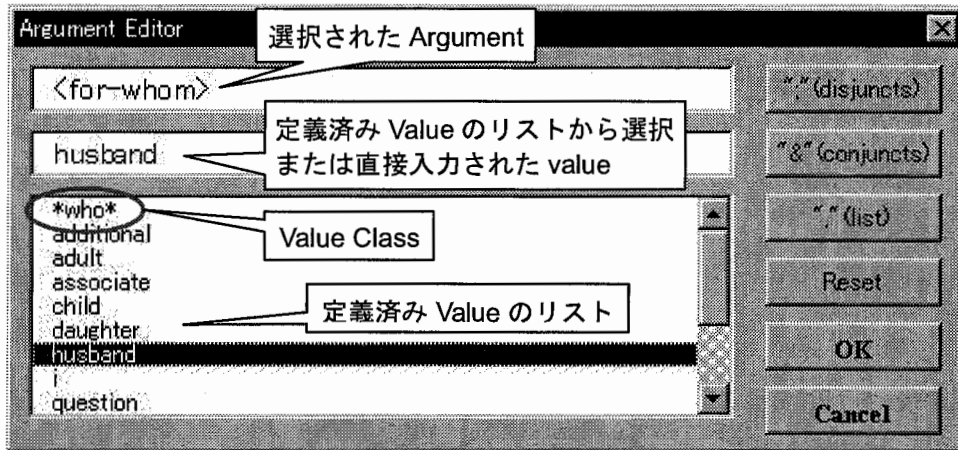 Argument Editor
選択された Argument
<for-whom>
定義済み Value のリストから選択
または直接入力された value
husband
*who*
additional
adult
associate
child
daughter
husband
i
question
Value Class
定義済み Value のリスト
";"(disjuncts)
"&"(conjuncts)
","(list)
Reset
OK
Cancel